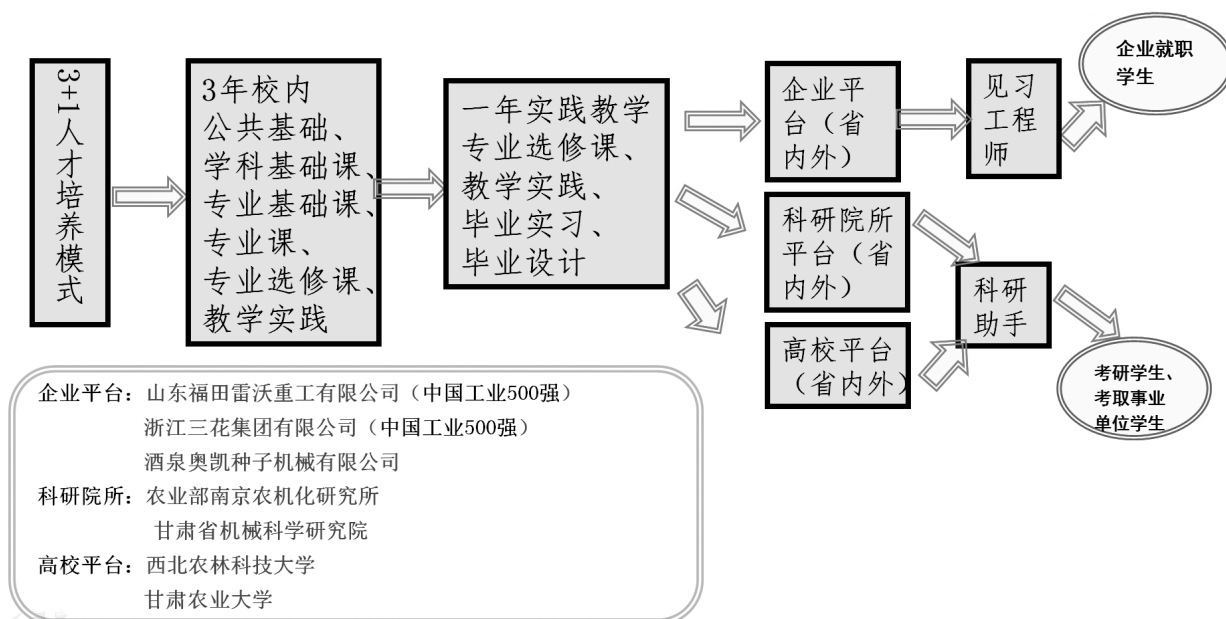 3+1人才培养模式
3年校内
公共基础、
学科基础课、
专业基础课、
专业课、
专业选修课、
教学实践
一年实践教学
专业选修课、
教学实践、
毕业实习、
毕业设计
企业平
台（省
内外）
见习
工程
师
企业就职
学生
科研院所
平台（省
内外）
高校平台
（省内外）
科研
助手
考研学生、
考取事业
单位学生
企业平台：山东福田雷沃重工有限公司（中国工业500强）
浙江三花集团有限公司（中国工业500强）
酒泉奥凯种子机械有限公司
科研院所：农业部南京农机化研究所
甘肃省机械科学研究院
高校平台：西北农林科技大学
甘肃农业大学